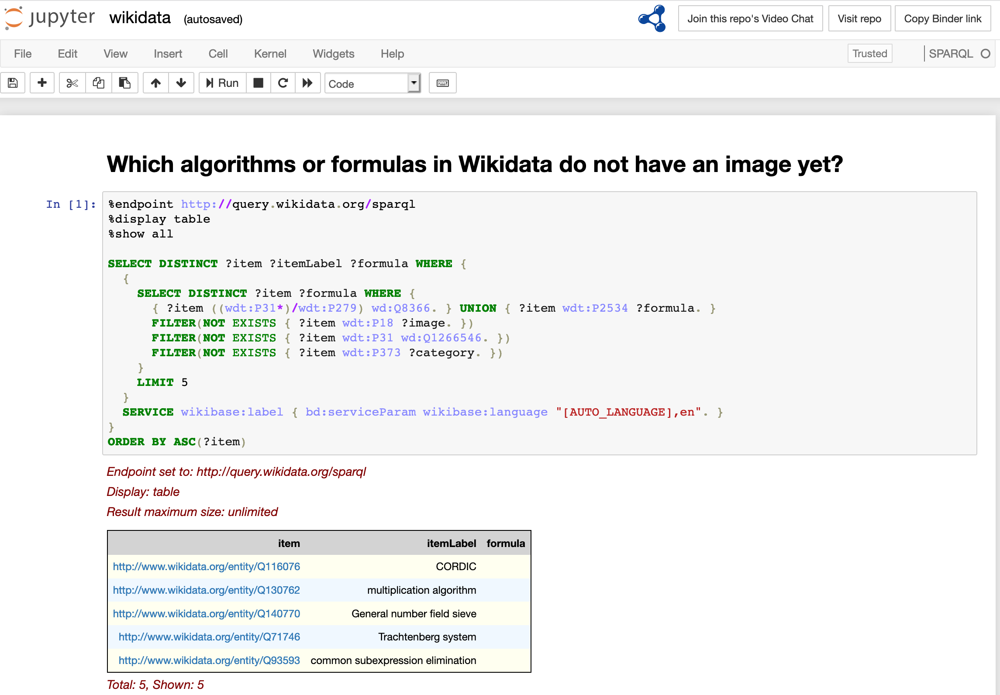 jupyter wikidata (autosaved) Join this repo's Video Chat Visit repo Copy Binder link
File Edit View Insert Cell Kernel Widgets Help Trusted SPARQL
Run Code
Which algorithms or formulas in Wikidata do not have an image yet?
In [1]: %endpoint http://query.wikidata.org/sparql
%display table
%show all
SELECT DISTINCT ?item ?itemLabel ?formula WHERE {
  {
    SELECT DISTINCT ?item ?formula WHERE {
      { ?item ((wdt:P31*)/wdt:P279) wd:Q8366. } UNION { ?item wdt:P2534 ?formula. }
      FILTER(NOT EXISTS { ?item wdt:P18 ?image. })
      FILTER(NOT EXISTS { ?item wdt:P31 wd:Q1266546. })
      FILTER(NOT EXISTS { ?item wdt:P373 ?category. })
    }
    LIMIT 5
  }
  SERVICE wikibase:label { bd:serviceParam wikibase:language "[AUTO_LANGUAGE],en". }
}
ORDER BY ASC(?item)
Endpoint set to: http://query.wikidata.org/sparql
Display: table
Result maximum size: unlimited
item itemLabel formula
http://www.wikidata.org/entity/Q116076 CORDIC
http://www.wikidata.org/entity/Q130762 multiplication algorithm
http://www.wikidata.org/entity/Q140770 General number field sieve
http://www.wikidata.org/entity/Q71746 Trachtenberg system
http://www.wikidata.org/entity/Q93593 common subexpression elimination
Total: 5, Shown: 5